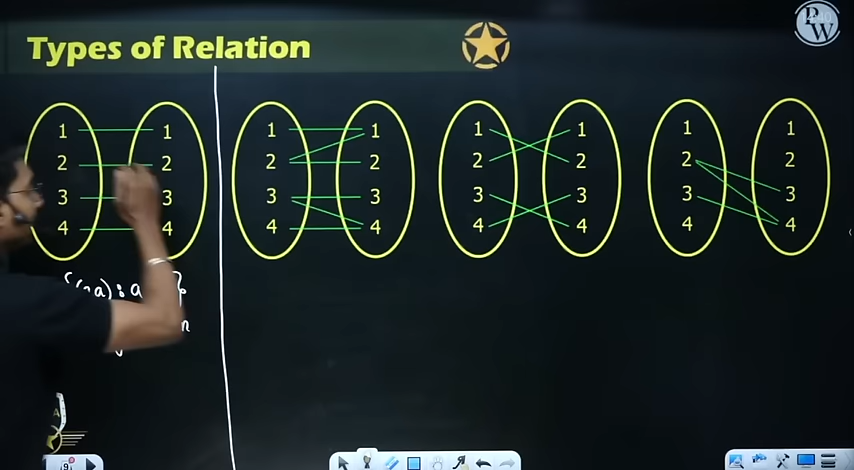 Types of Relation
PW
1 1 1 1 1 1 1 1
2 2 2 2 2 2 2 2
3 3 3 3 3 3 3 3
4 4 4 4 4 4 4 4